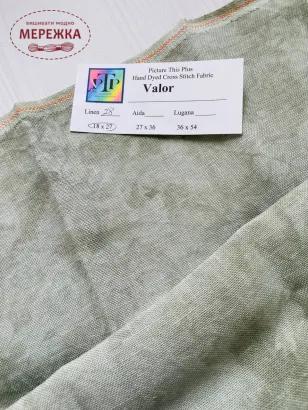 ВИШИВАТИ МОДНО
МЕРЕЖКА
PTP
Picture This Plus
Hand Dyed Cross Stitch Fabric
Valor
Linen 28 Aida Lugana
18 x 27 27 x 36 36 x 54